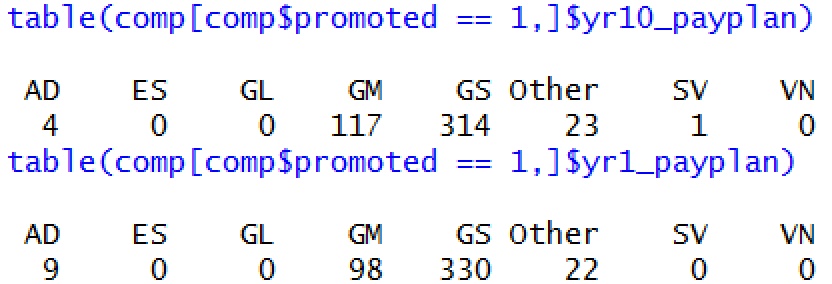 table(comp[comp$promoted == 1,]$yr10_payplan)
AD ES GL GM GS Other SV VN
4 0 0 117 314 23 1 0
table(comp[comp$promoted == 1,]$yr1_payplan)
AD ES GL GM GS Other SV VN
9 0 0 98 330 22 0 0